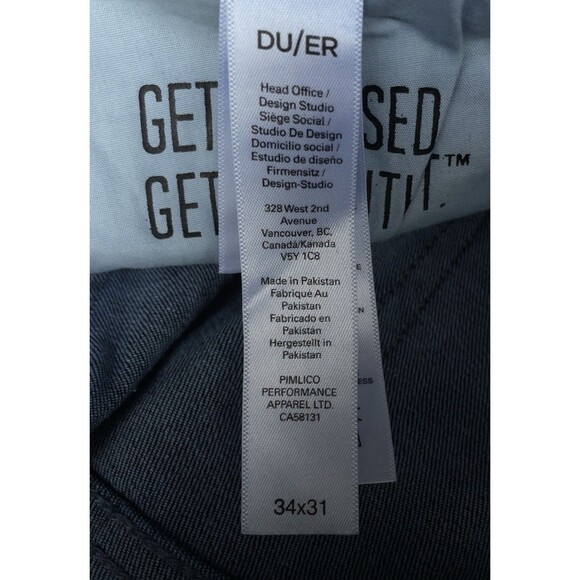 DU/ER
Head Office /
Design Studio
Siège Social /
Studio De Design
Domicilio social /
Estudio de diseño
Firmensitz /
Design-Studio
328 West 2nd
Avenue
Vancouver, BC,
Canada/Kanada
V5Y 1C8
Made in Pakistan
Fabriqué Au
Pakistan
Fabricado en
Pakistán
Hergestellt in
Pakistan
PIMLICO
PERFORMANCE
APPAREL LTD.
CA58131
34x31
GET
GET
TM